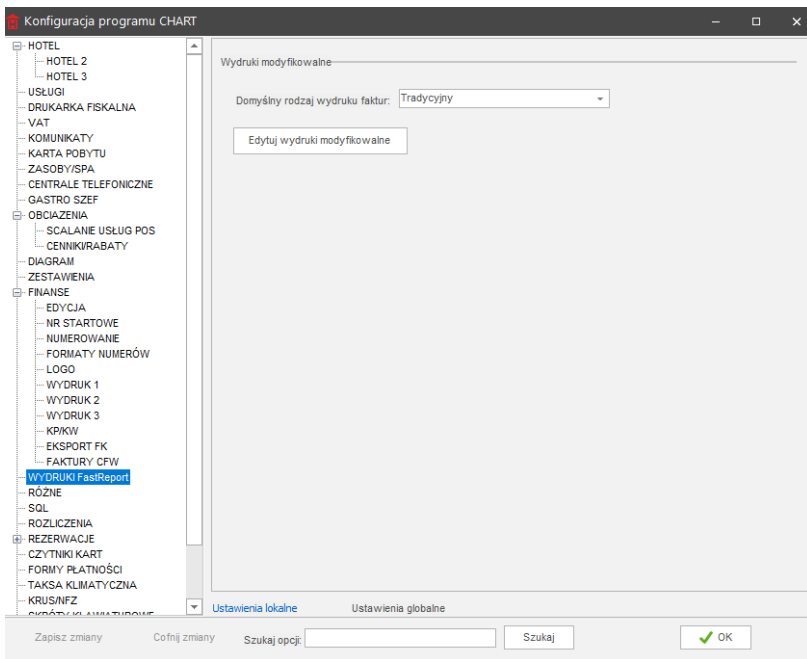 Konfiguracja programu CHART
HOTEL
HOTEL 2
HOTEL 3
USŁUGI
DRUKARKA FISKALNA
VAT
KOMUNIKATY
KARTA POBYTU
ZASOBY/SPA
CENTRALE TELEFONICZNE
GASTRO SZEF
OBCIAZENIA
SCALANIE USŁUG POS
CENNIKI/RABATY
DIAGRAM
ZESTAWIENIA
FINANSE
EDYCJA
NR STARTOWE
NUMEROWANIE
FORMATY NUMERÓW
LOGO
WYDRUK 1
WYDRUK 2
WYDRUK 3
KP/KW
EKSPORT FK
FAKTURY CFW
WYDRUKI FastReport
RÓŻNE
SQL
ROZLICZENIA
REZERWACJE
CZYTNIKI KART
FORMY PŁATNOŚCI
TAKSA KLIMATYCZNA
KRUS/NFZ
SKRÓTY KLAWIATUROWE
Wydruki modyfikowalne
Domyślny rodzaj wydruku faktur: Tradycyjny
Edytuj wydruki modyfikowalne
Ustawienia lokalne Ustawienia globalne
Zapisz zmiany Cofnij zmiany Szukaj opcji: Szukaj OK